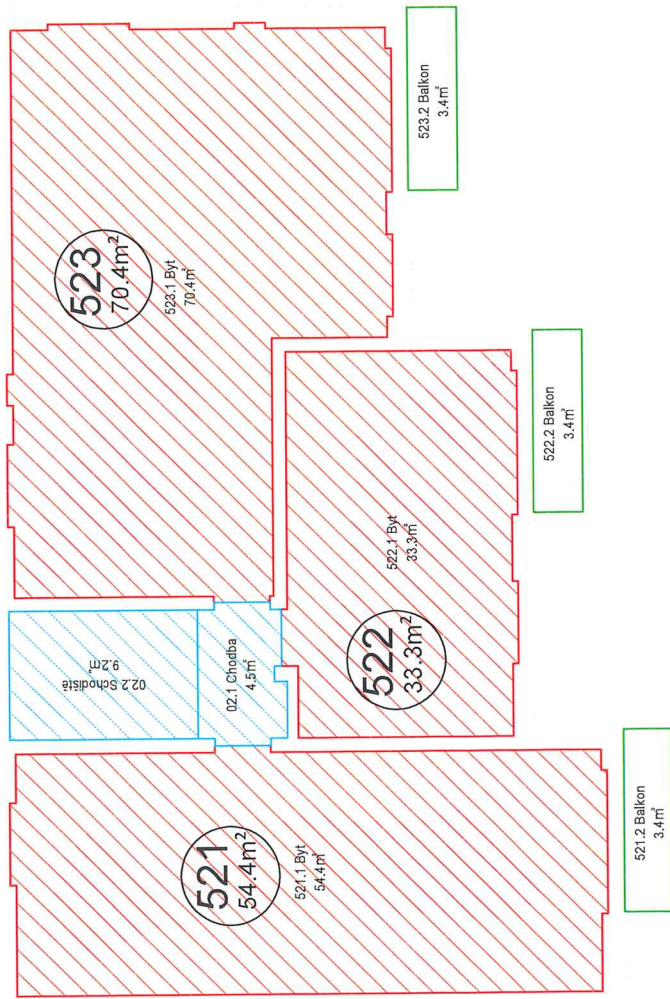 523
70.4m²
523.1 Byt
70.4m²
523.2 Balkon
3.4m²
02.2 Schodiště
9.2m²
02.1 Chodba
4.5m²
522
33.3m²
522.1 Byt
33.3m²
522.2 Balkon
3.4m²
521
54.4m²
521.1 Byt
54.4m²
521.2 Balkon
3.4m²